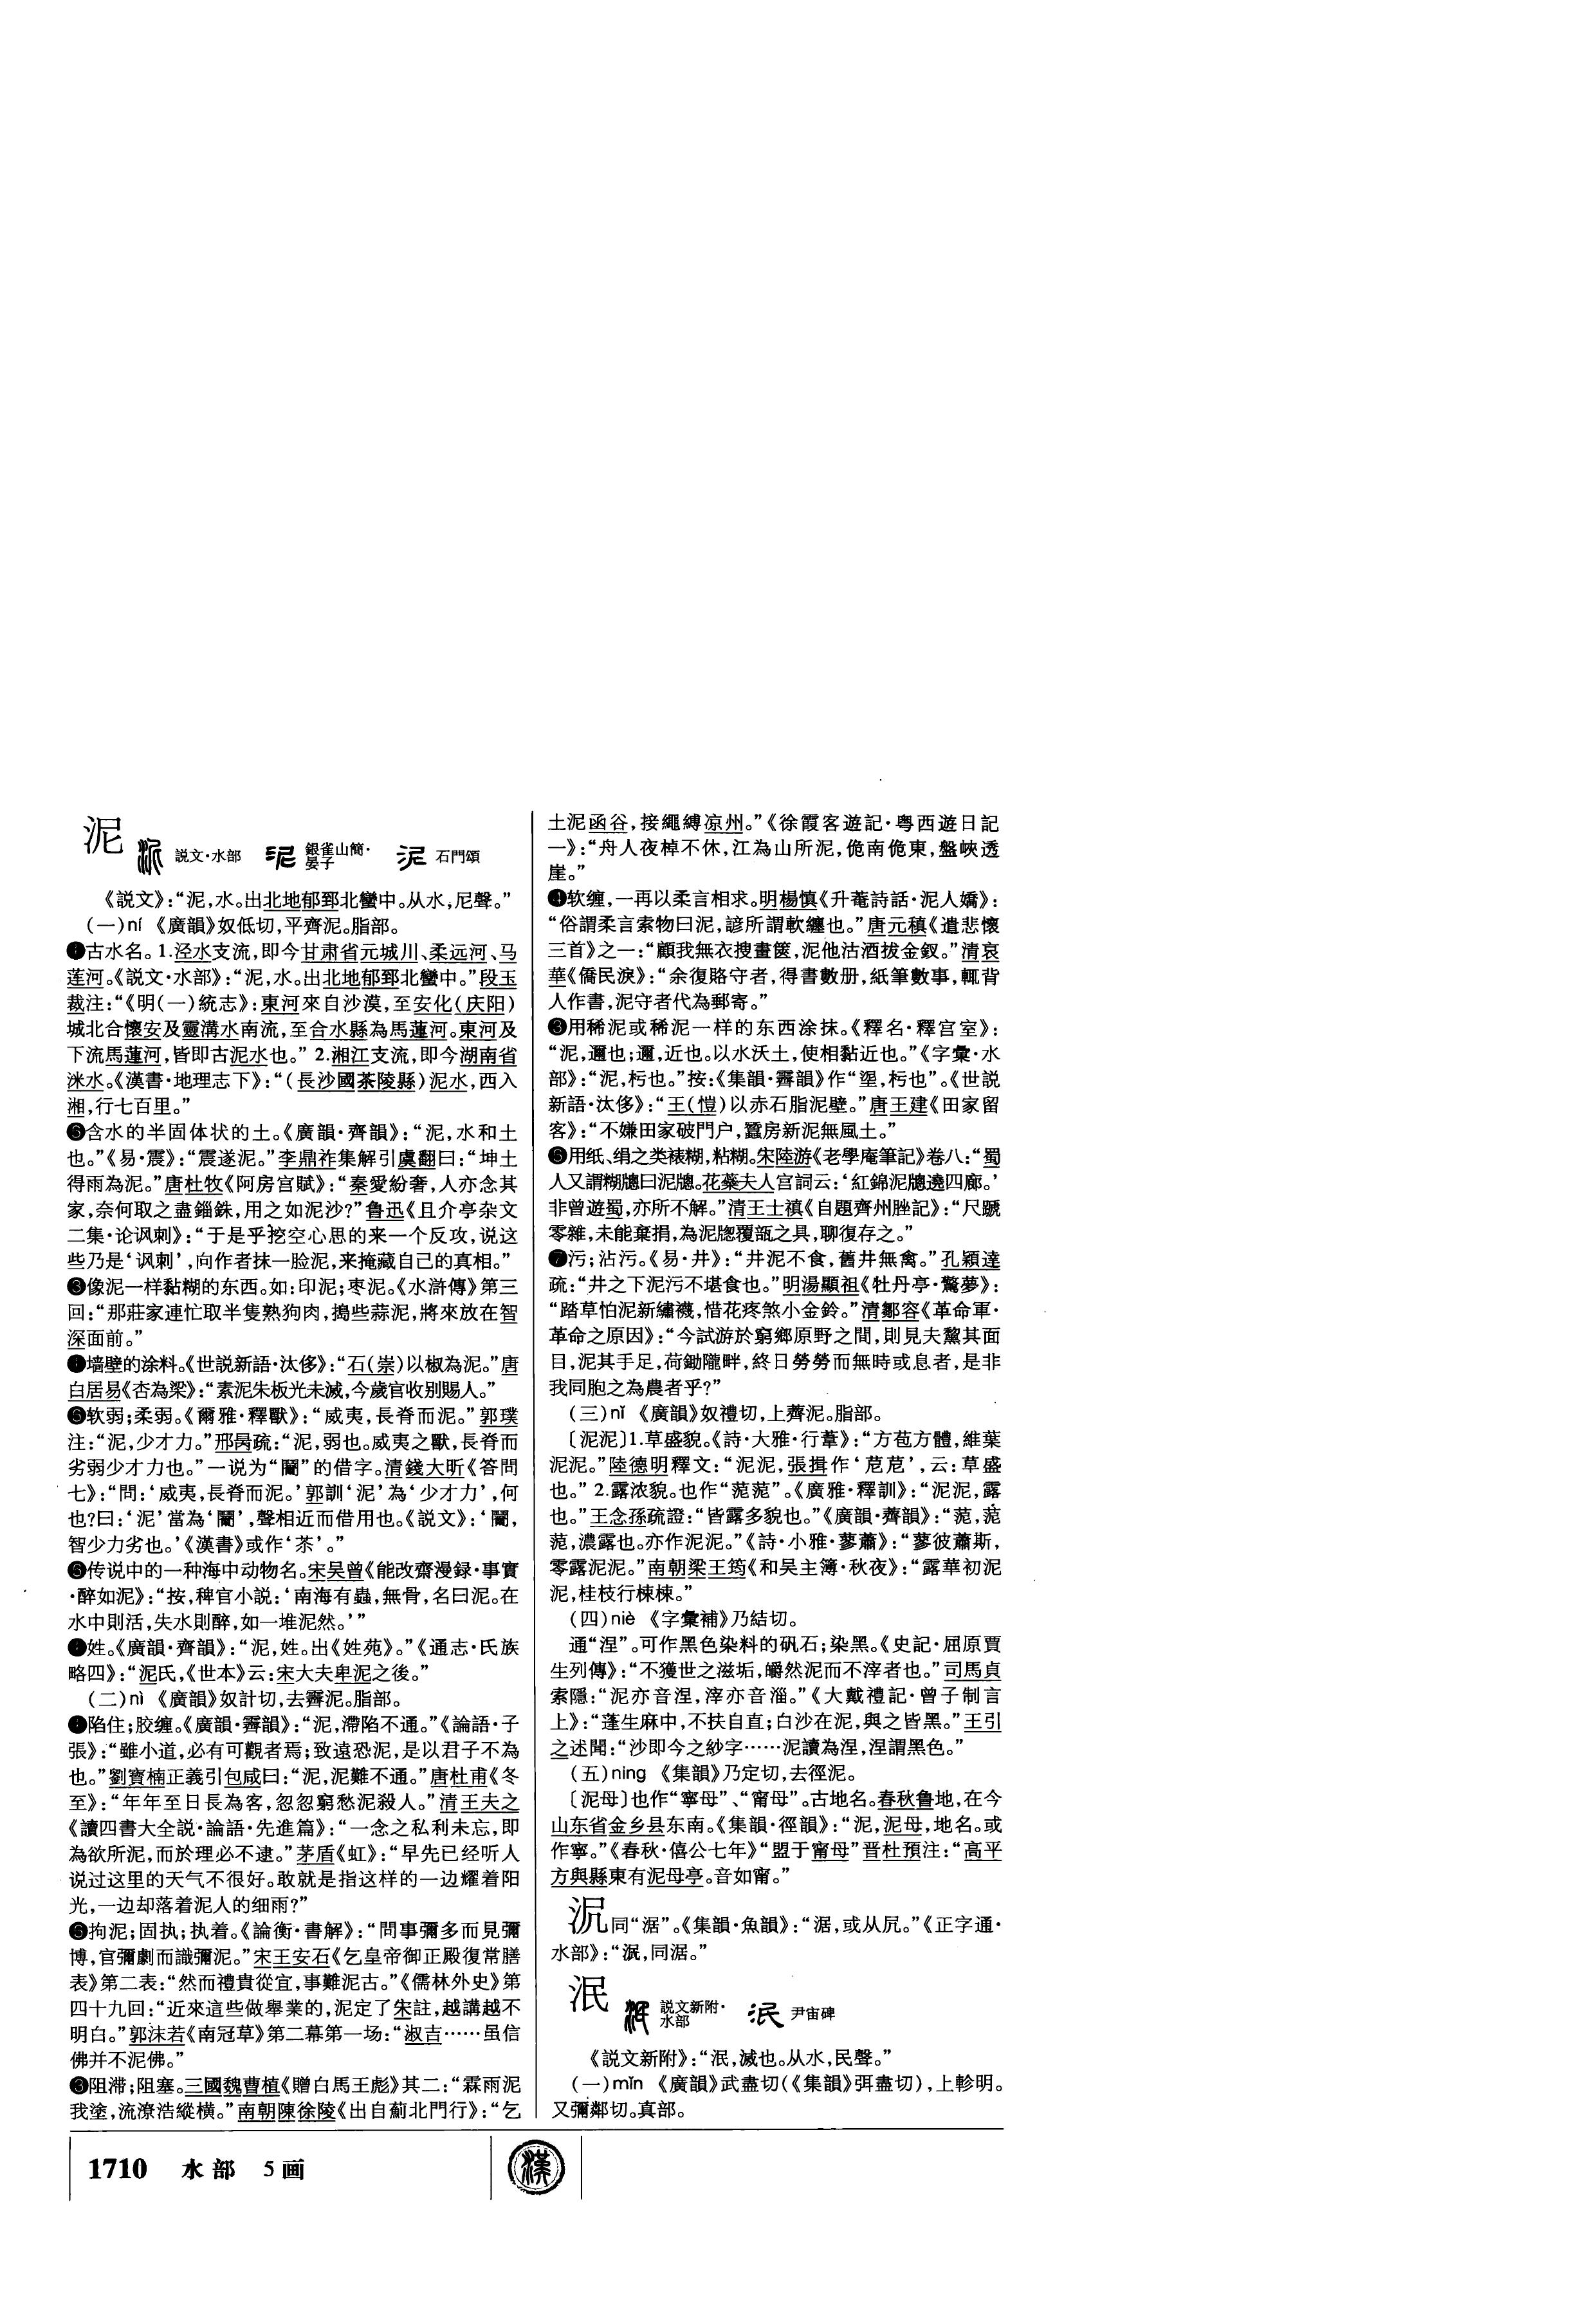 泥
説文·水部 銀雀山簡·晏子 石門頌
《説文》：“泥，水。出北地郁郅北蠻中。从水，尼聲。”
（一）ní 《廣韻》奴低切，平齊泥。脂部。
❶古水名。1.泾水支流，即今甘肃省元城川、柔远河、马
莲河。《説文·水部》：“泥，水。出北地郁郅北蠻中。”段玉
裁注：“《明（一）統志》：東河來自沙漠，至安化（庆阳）
城北合懷安及靈溝水南流，至合水縣為馬蓮河。東河及
下流馬蓮河，皆即古泥水也。” 2.湘江支流，即今湖南省
洣水。《漢書·地理志下》：“（長沙國茶陵縣）泥水，西入
湘，行七百里。”
❷含水的半固体状的土。《廣韻·齊韻》：“泥，水和土
也。”《易·震》：“震遂泥。”李鼎祚集解引虞翻曰：“坤土
得雨為泥。”唐杜牧《阿房宫賦》：“秦愛紛奢，人亦念其
家，奈何取之盡錙銖，用之如泥沙？”鲁迅《且介亭杂文
二集·论讽刺》：“于是乎挖空心思的来一个反攻，说这
些乃是‘讽刺’，向作者抹一脸泥，来掩藏自己的真相。”
❸像泥一样黏糊的东西。如：印泥；枣泥。《水滸傳》第三
回：“那莊家連忙取半隻熟狗肉，搗些蒜泥，將來放在智
深面前。”
❹墙壁的涂料。《世説新語·汰侈》：“石（崇）以椒為泥。”唐
白居易《杏為梁》：“素泥朱板光未滅，今歲官收别賜人。”
❺软弱；柔弱。《爾雅·釋獸》：“威夷，長脊而泥。”郭璞
注：“泥，少才力。”邢昺疏：“泥，弱也。威夷之獸，長脊而
劣弱少才力也。”一说为“闒”的借字。清錢大昕《答問
七》：“問：‘威夷，長脊而泥。’郭訓‘泥’為‘少才力’，何
也？曰：‘泥’當為‘䦵’，聲相近而借用也。《説文》：‘䦵，
智少力劣也。’《漢書》或作‘苶’。”
❻传说中的一种海中动物名。宋吴曾《能改齋漫録·事實
·醉如泥》：“按，稗官小説：‘南海有蟲，無骨，名曰泥。在
水中則活，失水則醉，如一堆泥然。’”
❼姓。《廣韻·齊韻》：“泥，姓。出《姓苑》。”《通志·氏族
略四》：“泥氏，《世本》云：宋大夫卑泥之後。”
（二）nì 《廣韻》奴計切，去霽泥。脂部。
❶陷住；胶缠。《廣韻·霽韻》：“泥，滯陷不通。”《論語·子
張》：“雖小道，必有可觀者焉；致遠恐泥，是以君子不為
也。”劉寶楠正義引包咸曰：“泥，泥難不通。”唐杜甫《冬
至》：“年年至日長為客，忽忽窮愁泥殺人。”清王夫之
《讀四書大全説·論語·先進篇》：“一念之私利未忘，即
為欲所泥，而於理必不逮。”茅盾《虹》：“早先已经听人
说过这里的天气不很好。敢就是指这样的一边耀着阳
光，一边却落着泥人的细雨？”
❷拘泥；固执；执着。《論衡·書解》：“問事彌多而見彌
博，官彌劇而識彌泥。”宋王安石《乞皇帝御正殿復常膳
表》第二表：“然而禮貴從宜，事難泥古。”《儒林外史》第
四十九回：“近來這些做舉業的，泥定了朱註，越講越不
明白。”郭沫若《南冠草》第二幕第一场：“淑吉……虽信
佛并不泥佛。”
❸阻滞；阻塞。三國魏曹植《贈白馬王彪》其二：“霖雨泥
我塗，流潦浩縱横。”南朝陳徐陵《出自薊北門行》：“乞
土泥函谷，接繩縛凉州。”《徐霞客遊記·粤西遊日記
一》：“舟人夜棹不休，江為山所泥，佹南佹東，盤峽透
崖。”
❹软缠，一再以柔言相求。明楊慎《升菴詩話·泥人嬌》：
“俗謂柔言索物曰泥，諺所謂軟纏也。”唐元稹《遣悲懷
三首》之一：“顧我無衣搜畫篋，泥他沽酒拔金釵。”清哀
華《僑民淚》：“余復賂守者，得書數册，紙筆數事，輒背
人作書，泥守者代為郵寄。”
❺用稀泥或稀泥一样的东西涂抹。《釋名·釋宫室》：
“泥，邇也；邇，近也。以水沃土，使相黏近也。”《字彙·水
部》：“泥，杇也。”按：《集韻·霽韻》作“埿，杇也”。《世説
新語·汰侈》：“王（愷）以赤石脂泥壁。”唐王建《田家留
客》：“不嫌田家破門户，蠶房新泥無風土。”
❻用纸、绢之类裱糊，粘糊。宋陸游《老學庵筆記》卷八：“蜀
人又謂糊牕曰泥牕。花蘂夫人宫詞云：‘紅錦泥牕遶四廊。’
非曾遊蜀，亦所不解。”清王士禛《自題齊州脞記》：“尺蹏
零雜，未能棄捐，為泥牎覆瓿之具，聊復存之。”
❼污；沾污。《易·井》：“井泥不食，舊井無禽。”孔穎達
疏：“井之下泥污不堪食也。”明湯顯祖《牡丹亭·驚夢》：
“踏草怕泥新繡襪，惜花疼煞小金鈴。”清鄒容《革命軍·
革命之原因》：“今試游於窮鄉原野之間，則見夫黧其面
目，泥其手足，荷鋤隴畔，終日勞勞而無時或息者，是非
我同胞之為農者乎？”
（三）nǐ 《廣韻》奴禮切，上薺泥。脂部。
〔泥泥〕1.草盛貌。《詩·大雅·行葦》：“方苞方體，維葉
泥泥。”陸德明釋文：“泥泥，張揖作‘苨苨’，云：草盛
也。” 2.露浓貌。也作“䓔䓔”。《廣雅·釋訓》：“泥泥，露
也。”王念孫疏證：“皆露多貌也。”《廣韻·薺韻》：“䓔，䓔
䓔，濃露也。亦作泥泥。”《詩·小雅·蓼蕭》：“蓼彼蕭斯，
零露泥泥。”南朝梁王筠《和吴主簿·秋夜》：“露華初泥
泥，桂枝行棟棟。”
（四）niè 《字彙補》乃結切。
通“涅”。可作黑色染料的矾石；染黑。《史記·屈原賈
生列傳》：“不獲世之滋垢，皭然泥而不滓者也。”司馬貞
索隱：“泥亦音涅，滓亦音淄。”《大戴禮記·曾子制言
上》：“蓬生麻中，不扶自直；白沙在泥，與之皆黑。”王引
之述聞：“沙即今之紗字……泥讀為涅，涅謂黑色。”
（五）nìng 《集韻》乃定切，去徑泥。
〔泥母〕也作“寧母”、“甯母”。古地名。春秋鲁地，在今
山东省金乡县东南。《集韻·徑韻》：“泥，泥母，地名。或
作寧。”《春秋·僖公七年》“盟于甯母”晋杜預注：“高平
方與縣東有泥母亭。音如甯。”
同“涺”。《集韻·魚韻》：“涺，或从凥。”《正字通·
水部》：“同涺。”
泯
説文新附·水部 尹宙碑
《説文新附》：“泯，滅也。从水，民聲。”
（一）mǐn 《廣韻》武盡切（《集韻》弭盡切），上軫明。
又彌鄰切。真部。
1710 水部 5画
漢